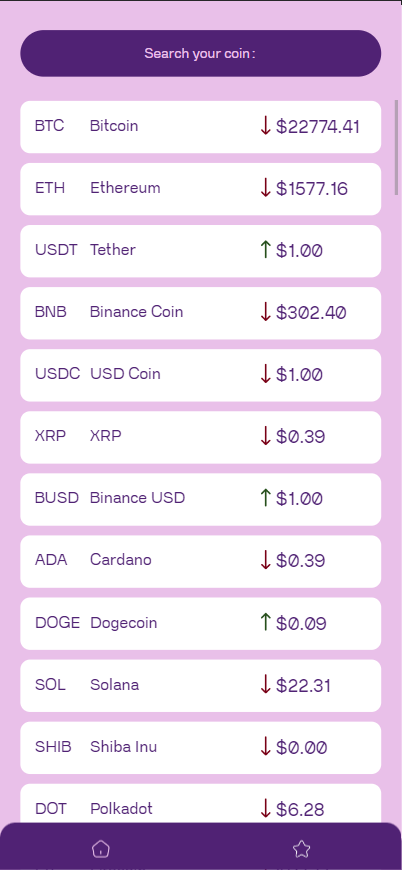 Search your coin:
BTC Bitcoin ↓ $22774.41
ETH Ethereum ↓ $1577.16
USDT Tether ↑ $1.00
BNB Binance Coin ↓ $302.40
USDC USD Coin ↓ $1.00
XRP XRP ↓ $0.39
BUSD Binance USD ↑ $1.00
ADA Cardano ↓ $0.39
DOGE Dogecoin ↑ $0.09
SOL Solana ↓ $22.31
SHIB Shiba Inu ↓ $0.00
DOT Polkadot ↓ $6.28